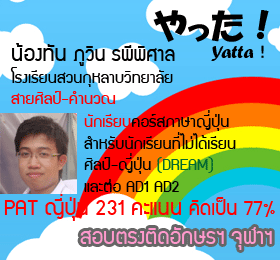 やった！
Yatta !
น้องทัน ภูวิน รพีพิศาล
โรงเรียนสวนกุหลาบวิทยาลัย
สายศิลป์-คำนวณ
นักเรียนคอร์สภาษาญี่ปุ่น
สำหรับนักเรียนที่ไม่ได้เรียน
ศิลป์-ญี่ปุ่น (DREAM)
และต่อ AD1 AD2
PAT ญี่ปุ่น 231 คะแนน คิดเป็น 77%
สอบตรงติดอักษรฯ จุฬาฯ